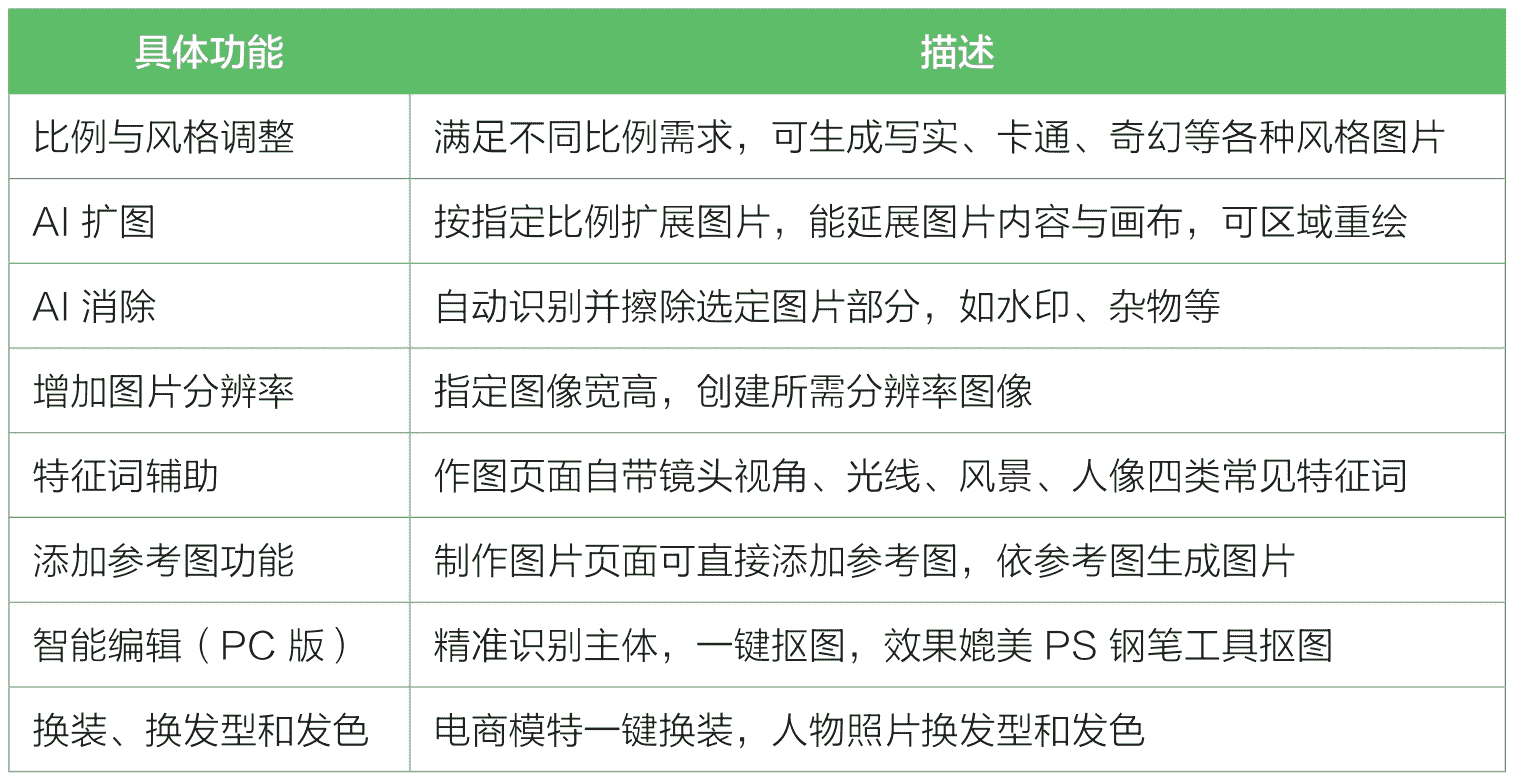 具体功能 描述
比例与风格调整 满足不同比例需求，可生成写实、卡通、奇幻等各种风格图片
AI 扩图 按指定比例扩展图片，能延展图片内容与画布，可区域重绘
AI 消除 自动识别并擦除选定图片部分，如水印、杂物等
增加图片分辨率 指定图像宽高，创建所需分辨率图像
特征词辅助 作图页面自带镜头视角、光线、风景、人像四类常见特征词
添加参考图功能 制作图片页面可直接添加参考图，依参考图生成图片
智能编辑（PC 版） 精准识别主体，一键抠图，效果媲美 PS 钢笔工具抠图
换装、换发型和发色 电商模特一键换装，人物照片换发型和发色